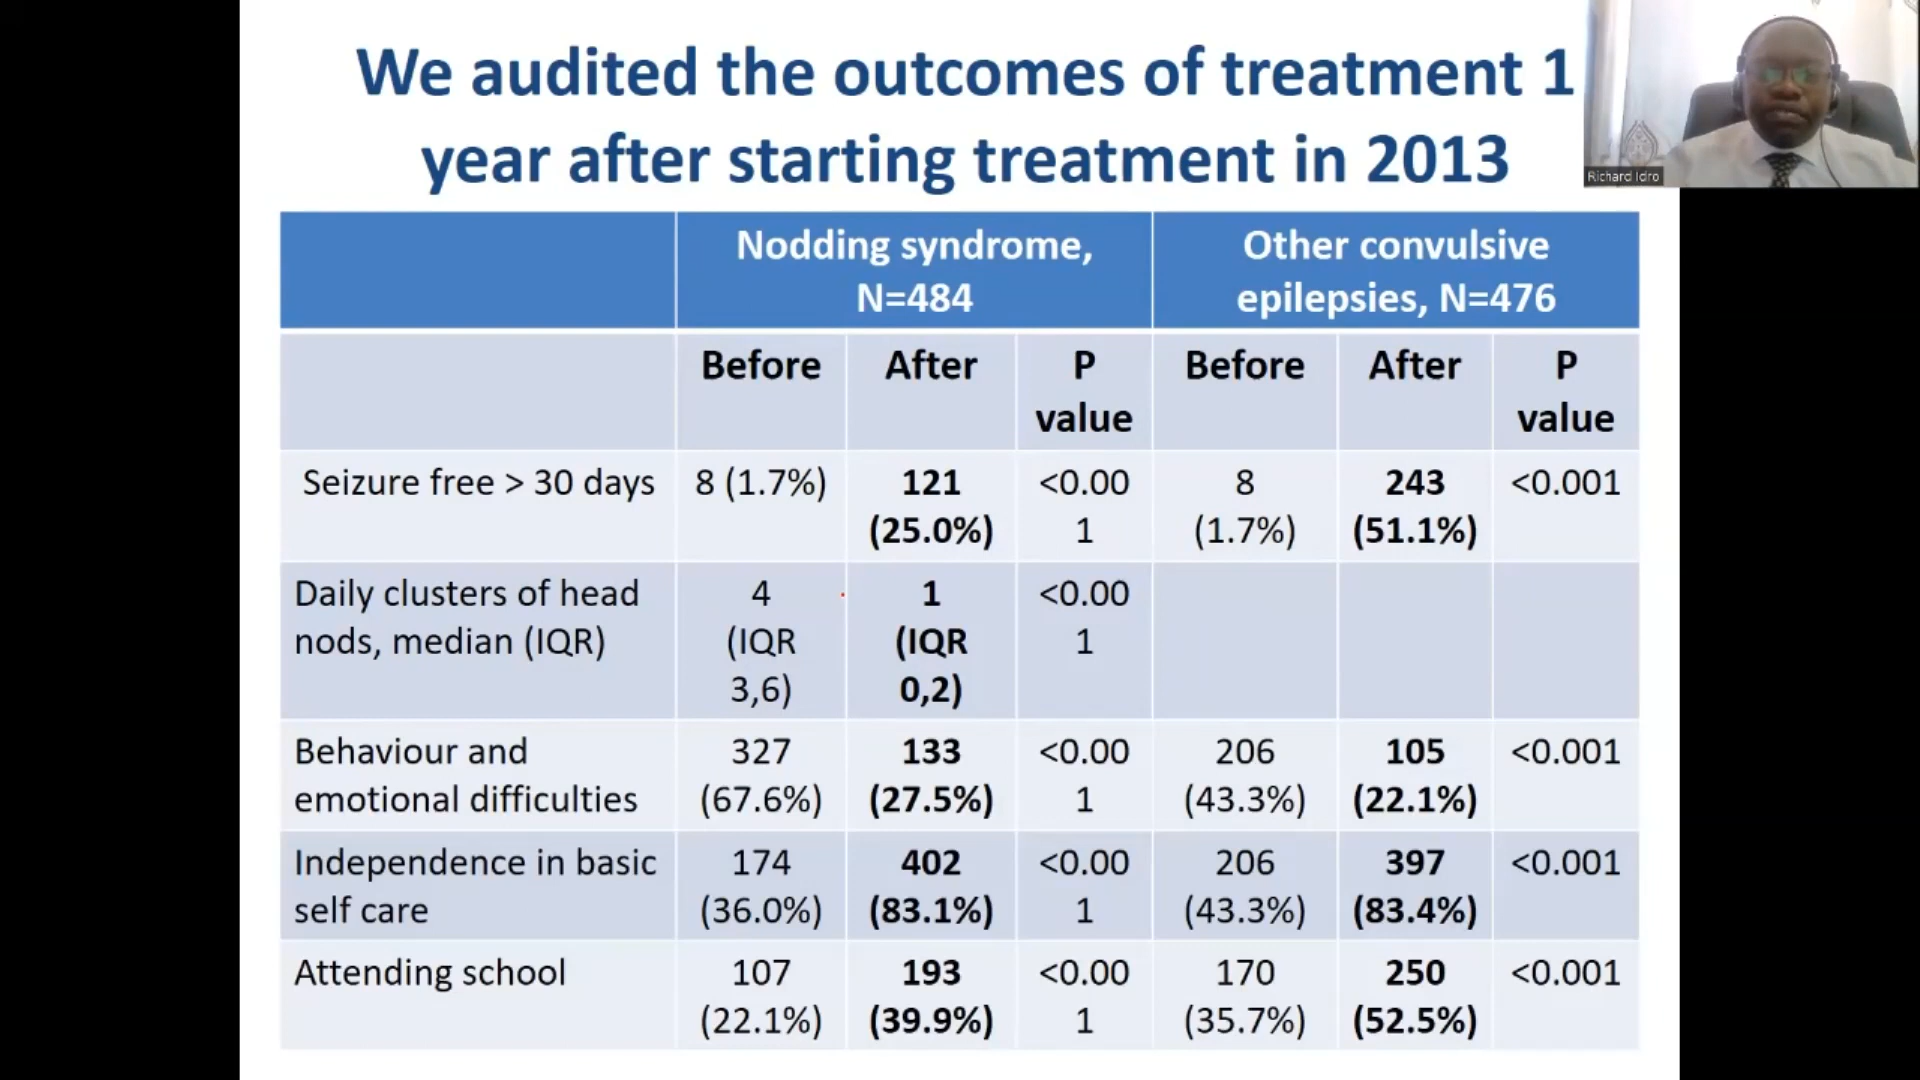 We audited the outcomes of treatment 1
year after starting treatment in 2013
Richard Idro
Nodding syndrome,
N=484
Other convulsive
epilepsies, N=476
Before
After
P
value
Before
After
P
value
Seizure free > 30 days
8 (1.7%)
121
(25.0%)
<0.00
1
8
(1.7%)
243
(51.1%)
<0.001
Daily clusters of head
nods, median (IQR)
4
(IQR
3,6)
1
(IQR
0,2)
<0.00
1
Behaviour and
emotional difficulties
327
(67.6%)
133
(27.5%)
<0.00
1
206
(43.3%)
105
(22.1%)
<0.001
Independence in basic
self care
174
(36.0%)
402
(83.1%)
<0.00
1
206
(43.3%)
397
(83.4%)
<0.001
Attending school
107
(22.1%)
193
(39.9%)
<0.00
1
170
(35.7%)
250
(52.5%)
<0.001